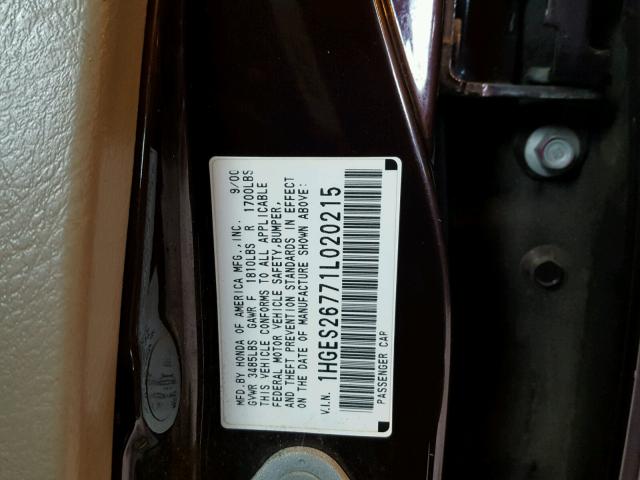 MFD.BY HONDA OF AMERICA MFG.,INC. 9/00
GVWR 3485LBS GAWR F 1810LBS R 1700LBS
THIS VEHICLE CONFORMS TO ALL APPLICABLE
FEDERAL MOTOR VEHICLE SAFETY,BUMPER,
AND THEFT PREVENTION STANDARDS IN EFFECT
ON THE DATE OF MANUFACTURE SHOWN ABOVE:
V.I.N. 1HGES26771L020215
PASSENGER CAR